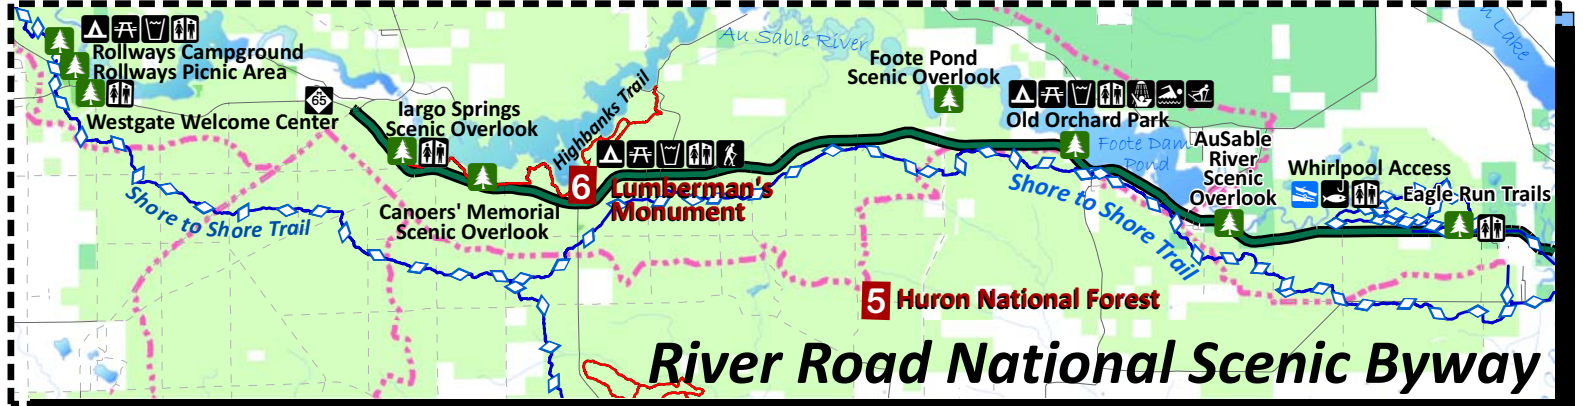 Rollways Campground
Rollways Picnic Area
Westgate Welcome Center
65
Iargo Springs
Scenic Overlook
Highbanks Trail
Au Sable River
Foote Pond
Scenic Overlook
Old Orchard Park
Foote Dam
Pond
AuSable
River
Scenic
Overlook
Whirlpool Access
Eagle Run Trails
Lake
6
Lumberman's
Monument
Canoers' Memorial
Scenic Overlook
Shore to Shore Trail
Shore to Shore Trail
5
Huron National Forest
River Road National Scenic Byway